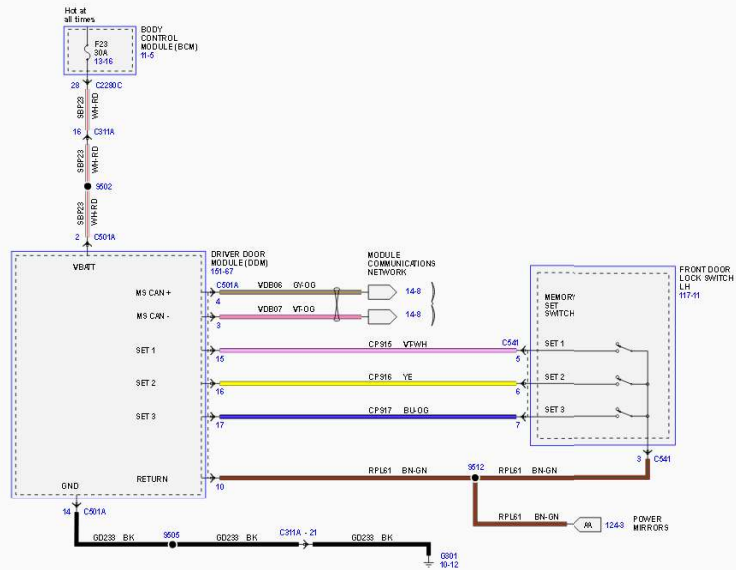 Hot at
all times
BODY
CONTROL
MODULE (BCM)
11-5
F23
30A
13-16
28 C2280C
SBP23 WH-RD
16 C311A
SBP23 WH-RD
S502
SBP23 WH-RD
2 C501A
VBATT
DRIVER DOOR
MODULE (DDM)
151-67
MODULE
COMMUNICATIONS
NETWORK
FRONT DOOR
LOCK SWITCH
LH
117-11
MS CAN +
C501A
4
VDB06 GY-OG
14-8
MS CAN -
3
VDB07 VT-OG
14-8
MEMORY
SET
SWITCH
SET 1
15
CP915 VT-WH
C541
5
SET 1
SET 2
16
CP916 YE
6
SET 2
SET 3
17
CP917 BU-OG
7
SET 3
3 C541
RETURN
10
RPL61 BN-GN
S512
RPL61 BN-GN
GND
14 C501A
RPL61 BN-GN
AA
124-3
POWER
MIRRORS
GD233 BK
S505
GD233 BK
C311A - 21
GD233 BK
G301
10-12